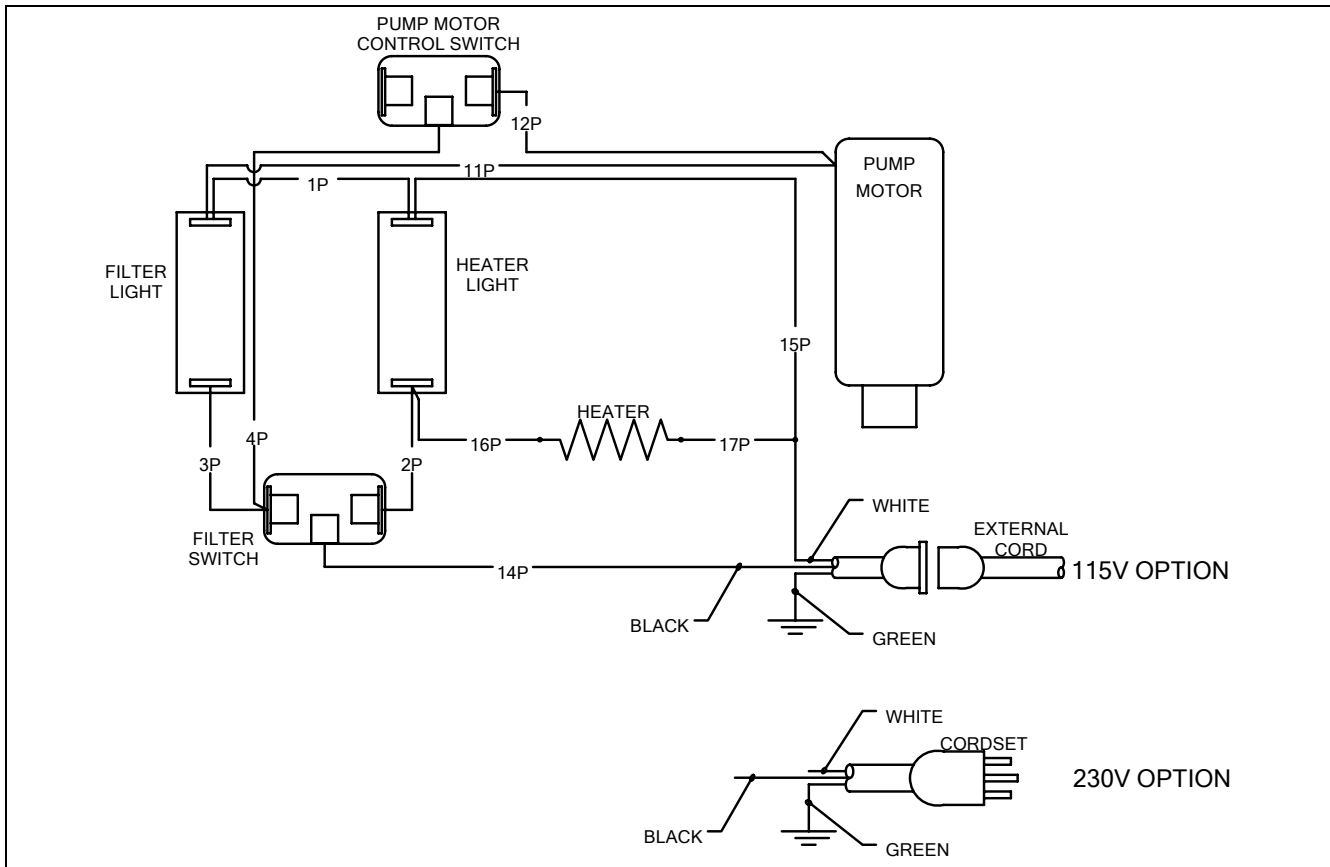 PUMP MOTOR
CONTROL SWITCH
12P
PUMP
MOTOR
11P
1P
FILTER
LIGHT
HEATER
LIGHT
15P
HEATER
4P
16P
17P
3P
2P
FILTER
SWITCH
WHITE
EXTERNAL
CORD
115V OPTION
14P
BLACK
GREEN
WHITE
CORDSET
230V OPTION
BLACK
GREEN